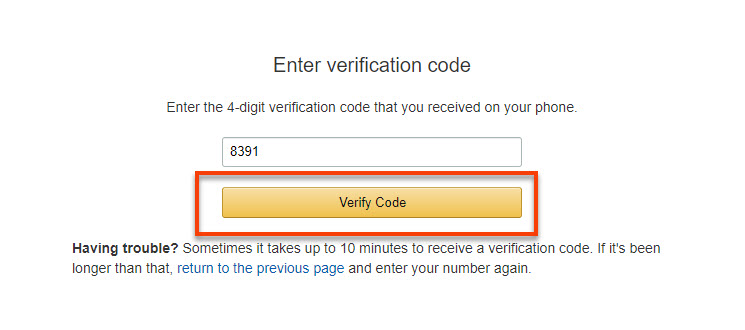 Enter verification code
Enter the 4-digit verification code that you received on your phone.
8391
Verify Code
Having trouble? Sometimes it takes up to 10 minutes to receive a verification code. If it's been
longer than that, return to the previous page and enter your number again.